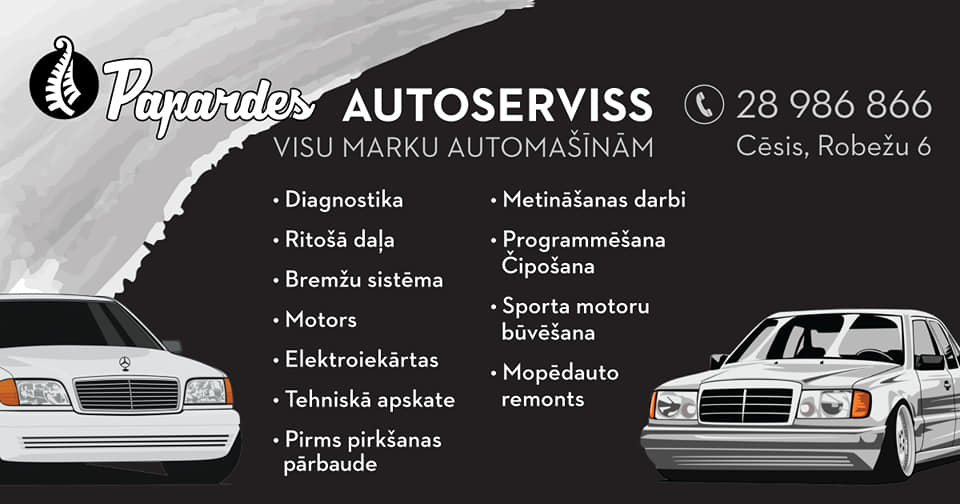 Papardes
AUTOSERVISS
VISU MARKU AUTOMAŠĪNĀM
28 986 866
Cēsis, Robežu 6
• Diagnostika
• Ritošā daļa
• Bremžu sistēma
• Motors
• Elektroiekārtas
• Tehniskā apskate
• Pirms pirkšanas
pārbaude
• Metināšanas darbi
• Programmēšana
Čipošana
• Sporta motoru
būvēšana
• Mopēdauto
remonts